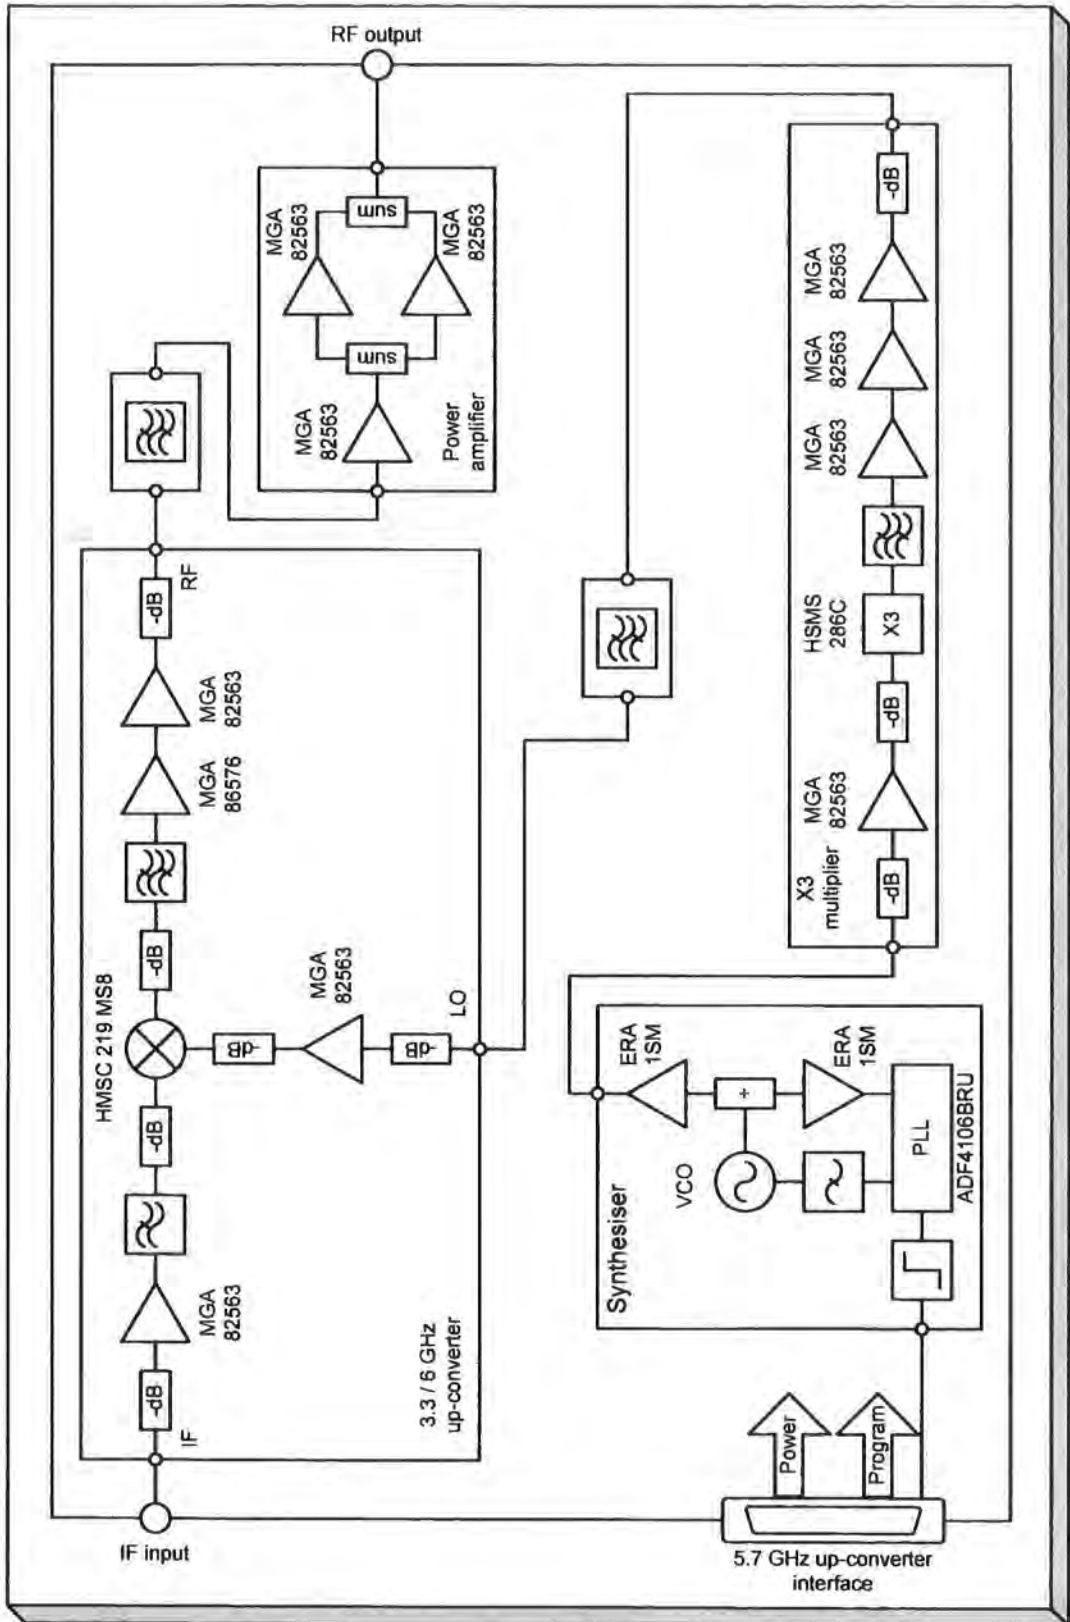 RF output
MGA
82563
MGA
82563
sum
sum
MGA
82563
Power
amplifier
-dB
RF
MGA
82563
MGA
86576
-dB
HMSC 219 MS8
-dB
MGA
82563
-dB
LO
-dB
MGA
82563
-dB
IF
3.3 / 6 GHz
up-converter
IF input
-dB
MGA
82563
MGA
82563
MGA
82563
HSMS
286C
X3
-dB
MGA
82563
X3
multiplier
-dB
ERA
1SM
÷
ERA
1SM
VCO
PLL
ADF4106BRU
Synthesiser
Power
Program
5.7 GHz up-converter
interface